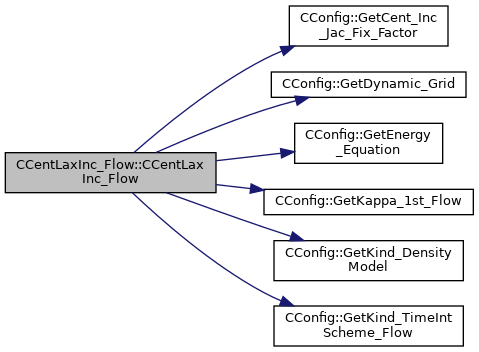 CConfig::GetCent_Inc
_Jac_Fix_Factor
CConfig::GetDynamic_Grid
CConfig::GetEnergy
_Equation
CCentLaxInc_Flow::CCentLax
Inc_Flow
CConfig::GetKappa_1st_Flow
CConfig::GetKind_Density
Model
CConfig::GetKind_TimeInt
Scheme_Flow